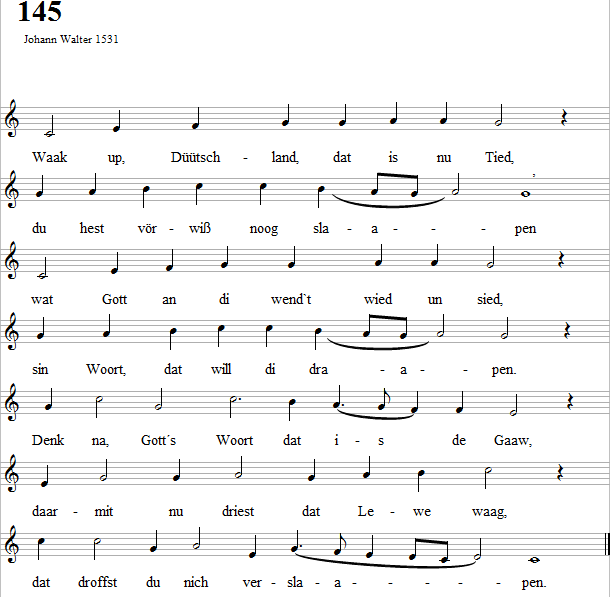 145
Johann Walter 1531
Waak up, Düütsch - land, dat is nu Tied,
du hest vör - wiß noog sla - - a - - - pen
wat Gott an di wend`t wied un sied,
sin Woort, dat will di dra - - a - - pen.
Denk na, Gott´s Woort dat i - - s de Gaaw,
daar - mit nu driest dat Le - we waag,
dat droffst du nich ver - sla - a - - - - - pen.